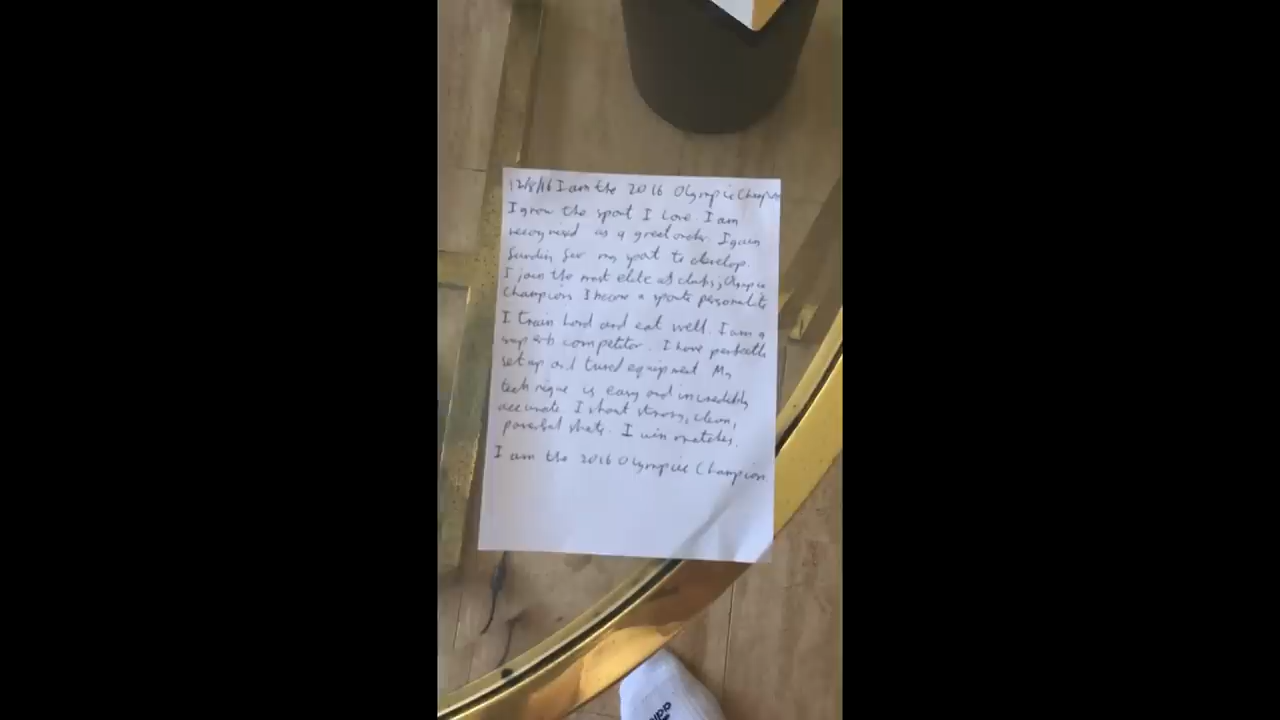 12/8/16 I am the 2016 Olympic Champion
I grow the sport I love. I am
recognised as a great archer. I gain
funding for my sport to develop.
I join the most elite of clubs; Olympic
Champions I become a sports personality
I train hard and eat well. I am a
superb competitor. I have perfectly
set up and tuned equipment My
technique is easy and incredibly
accurate. I shoot strong, clean,
powerful shots. I win matches.
I am the 2016 Olympic Champion.